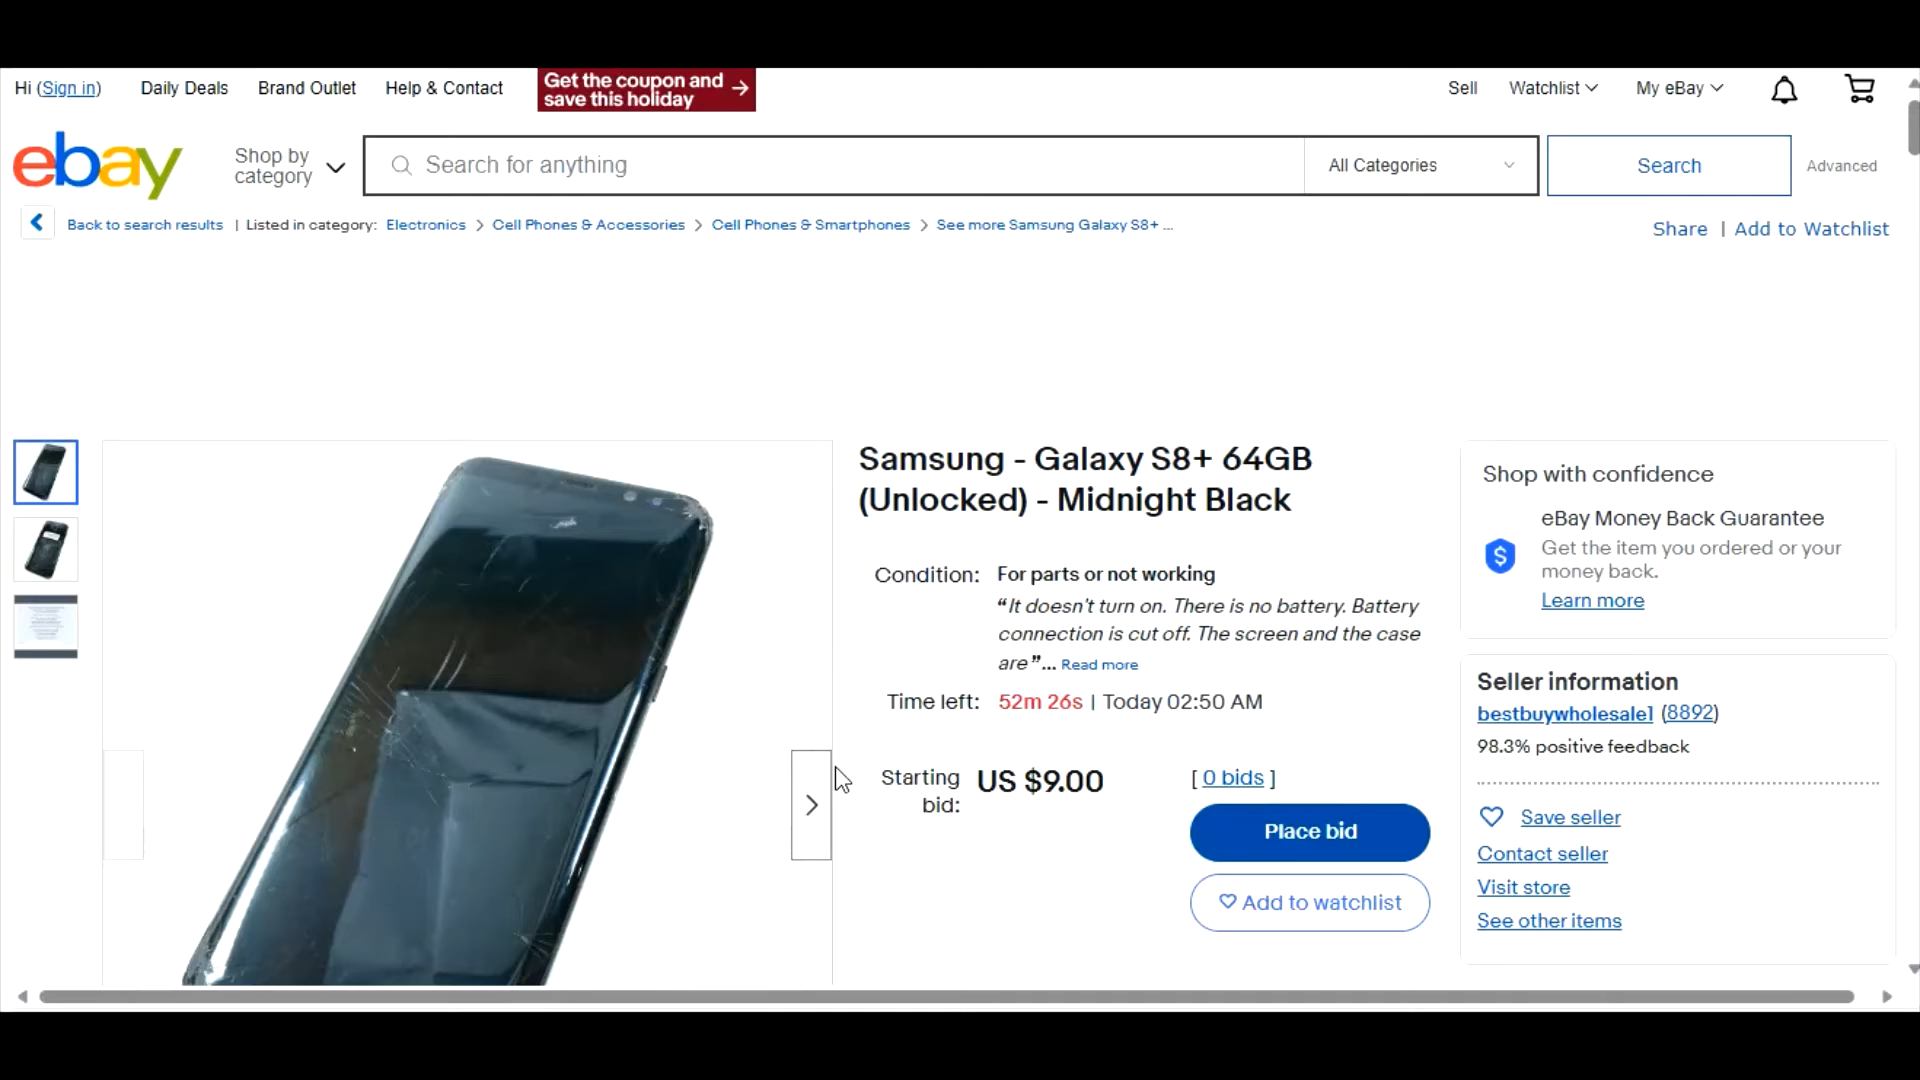 Hi (Sign in)
Daily Deals
Brand Outlet
Help & Contact
Get the coupon and
save this holiday
Sell
Watchlist
My eBay
ebay
Shop by
category
Search for anything
All Categories
Search
Advanced
Back to search results | Listed in category: Electronics > Cell Phones & Accessories > Cell Phones & Smartphones > See more Samsung Galaxy S8+ ...
Share | Add to Watchlist
Samsung - Galaxy S8+ 64GB
(Unlocked) - Midnight Black
Condition: For parts or not working
“It doesn't turn on. There is no battery. Battery
connection is cut off. The screen and the case
are”... Read more
Time left: 52m 26s | Today 02:50 AM
Starting
bid:
US $9.00
[ 0 bids ]
Place bid
Add to watchlist
Shop with confidence
eBay Money Back Guarantee
Get the item you ordered or your
money back.
Learn more
Seller information
bestbuywholesale1 (8892)
98.3% positive feedback
Save seller
Contact seller
Visit store
See other items